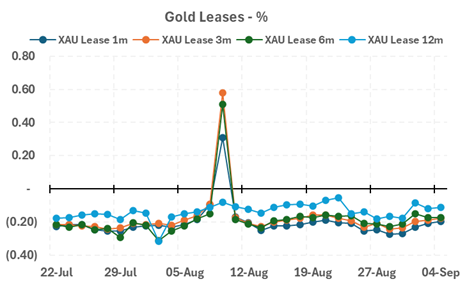 Gold Leases - %
XAU Lease 1m XAU Lease 3m XAU Lease 6m XAU Lease 12m
0.80
0.60
0.40
0.20
-
(0.20)
(0.40)
22-Jul 29-Jul 05-Aug 12-Aug 19-Aug 27-Aug 04-Sep